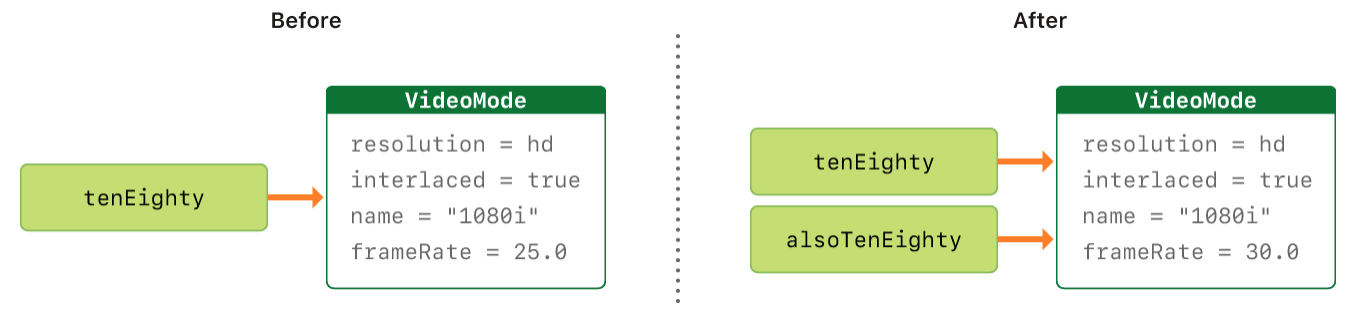 Before
VideoMode
tenEighty
resolution = hd
interlaced = true
name = "1080i"
frameRate = 25.0
After
VideoMode
tenEighty
alsoTenEighty
resolution = hd
interlaced = true
name = "1080i"
frameRate = 30.0